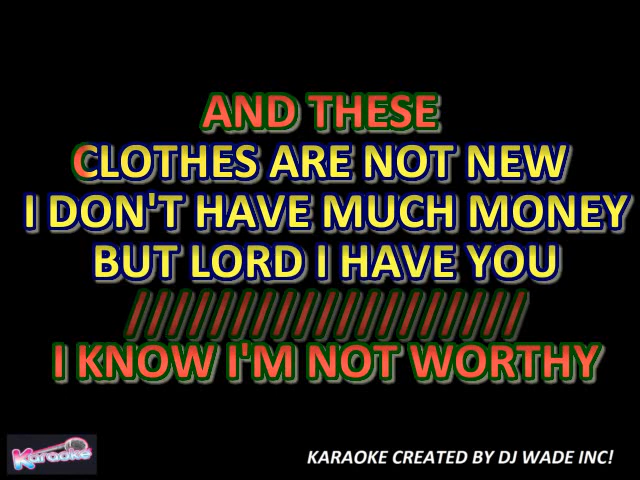 AND THESE
CLOTHES ARE NOT NEW
I DON'T HAVE MUCH MONEY
BUT LORD I HAVE YOU
////////////////////
I KNOW I'M NOT WORTHY
Karaoke
KARAOKE CREATED BY DJ WADE INC!